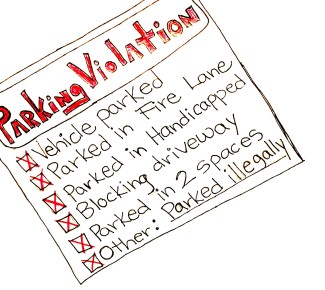 PARKING VIOLATION
Vehicle parked
Parked in Fire Lane
Parked in Handicapped
Blocking driveway
Parked in 2 spaces
Other: Parked illegally